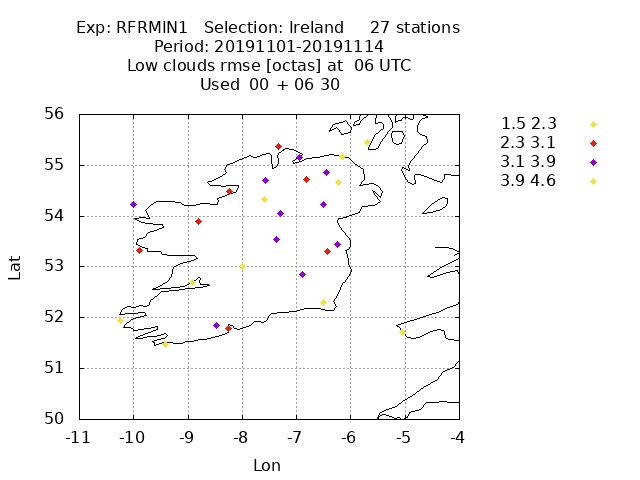 Exp: RFRMIN1 Selection: Ireland 27 stations
Period: 20191101-20191114
Low clouds rmse [octas] at 06 UTC
Used 00 + 06 30
1.5 2.3
2.3 3.1
3.1 3.9
3.9 4.6
56
55
54
53
52
51
50
Lat
-11 -10 -9 -8 -7 -6 -5 -4
Lon